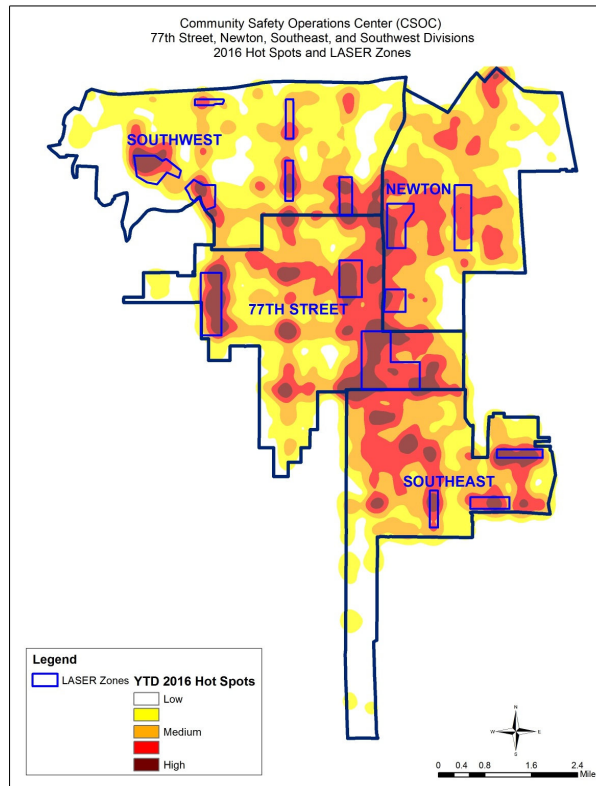 Community Safety Operations Center (CSOC)
77th Street, Newton, Southeast, and Southwest Divisions
2016 Hot Spots and LASER Zones
SOUTHWEST
NEWTON
77TH STREET
SOUTHEAST
Legend
LASER Zones YTD 2016 Hot Spots
Low
Medium
High
N
W E
S
0 0.4 0.8 1.6 2.4
Mile